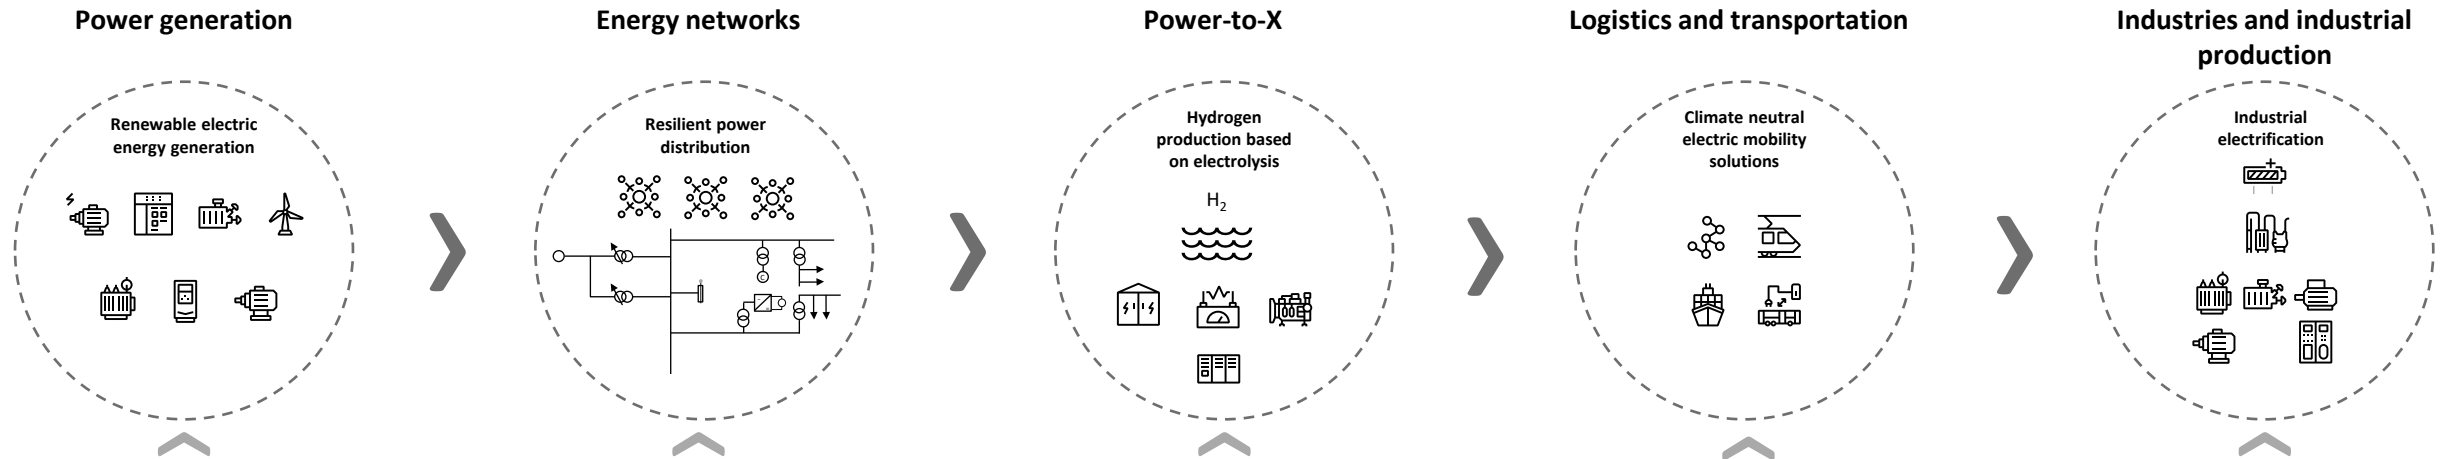 Power generation
Energy networks
Power-to-X
Logistics and transportation
Industries and industrial
production
Renewable electric
energy generation
Resilient power
distribution
C
Hydrogen
production based
on electrolysis
H₂
Climate neutral
electric mobility
solutions
Industrial
electrification